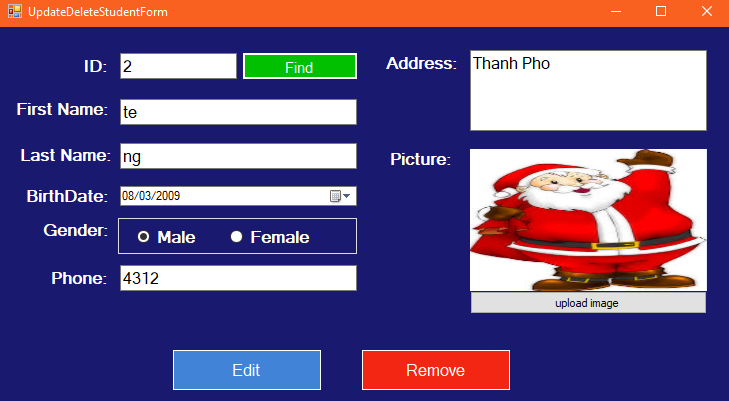 UpdateDeleteStudentForm
ID: 2 Find
First Name: te
Last Name: ng
BirthDate: 08/03/2009
Gender: Male Female
Phone: 4312
Address: Thanh Pho
Picture:
upload image
Edit Remove